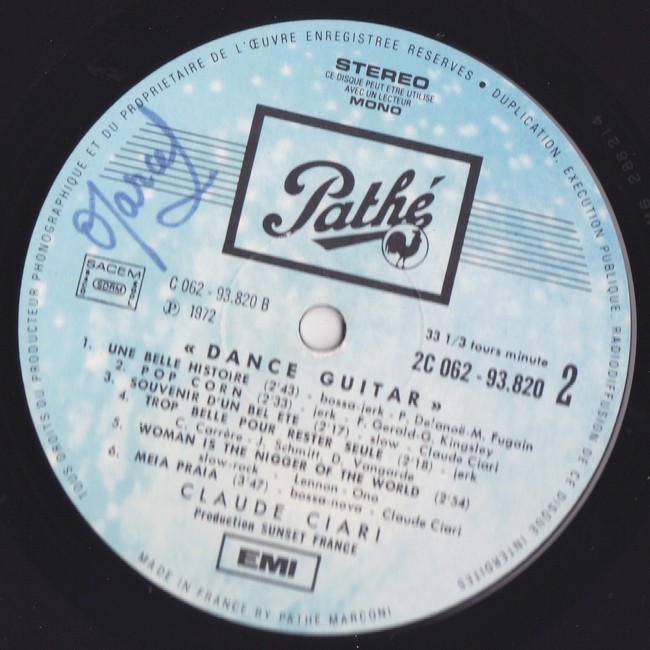 TOUS DROITS DU PRODUCTEUR PHONOGRAPHIQUE ET DU PROPRIETAIRE DE L'ŒUVRE ENREGISTREE RESERVES • DUPLICATION, EXECUTION PUBLIQUE, RADIODIFFUSION DE CE DISQUE INTERDITES
STEREO
CE DISQUE PEUT ETRE UTILISE
AVEC UN LECTEUR
MONO
Marcel
Pathé
SACEM
SDRM
C 062 - 93.820 B
Ⓟ 1972
33 1/3 tours minute
2C 062 - 93.820
2
« DANCE GUITAR »
1. UNE BELLE HISTOIRE (2'43) - bossa-jerk - P. Delanoë-M. Fugain
2. POP CORN (2'33) - jerk - F. Gerald-G. Kingsley
3. SOUVENIR D'UN BEL ETE (2'17) - slow - Claude Ciari
4. TROP BELLE POUR RESTER SEULE (2'18) - jerk
C. Carrère - J. Schmitt - D. Vangarde
5. WOMAN IS THE NIGGER OF THE WORLD (2'54)
slow-rock - Lennon - Ono
6. MEIA PRAIA (3'47) - bossa-nova - Claude Ciari
CLAUDE CIARI
Production SUNSET FRANCE
EMI
MADE IN FRANCE BY PATHE MARCONI